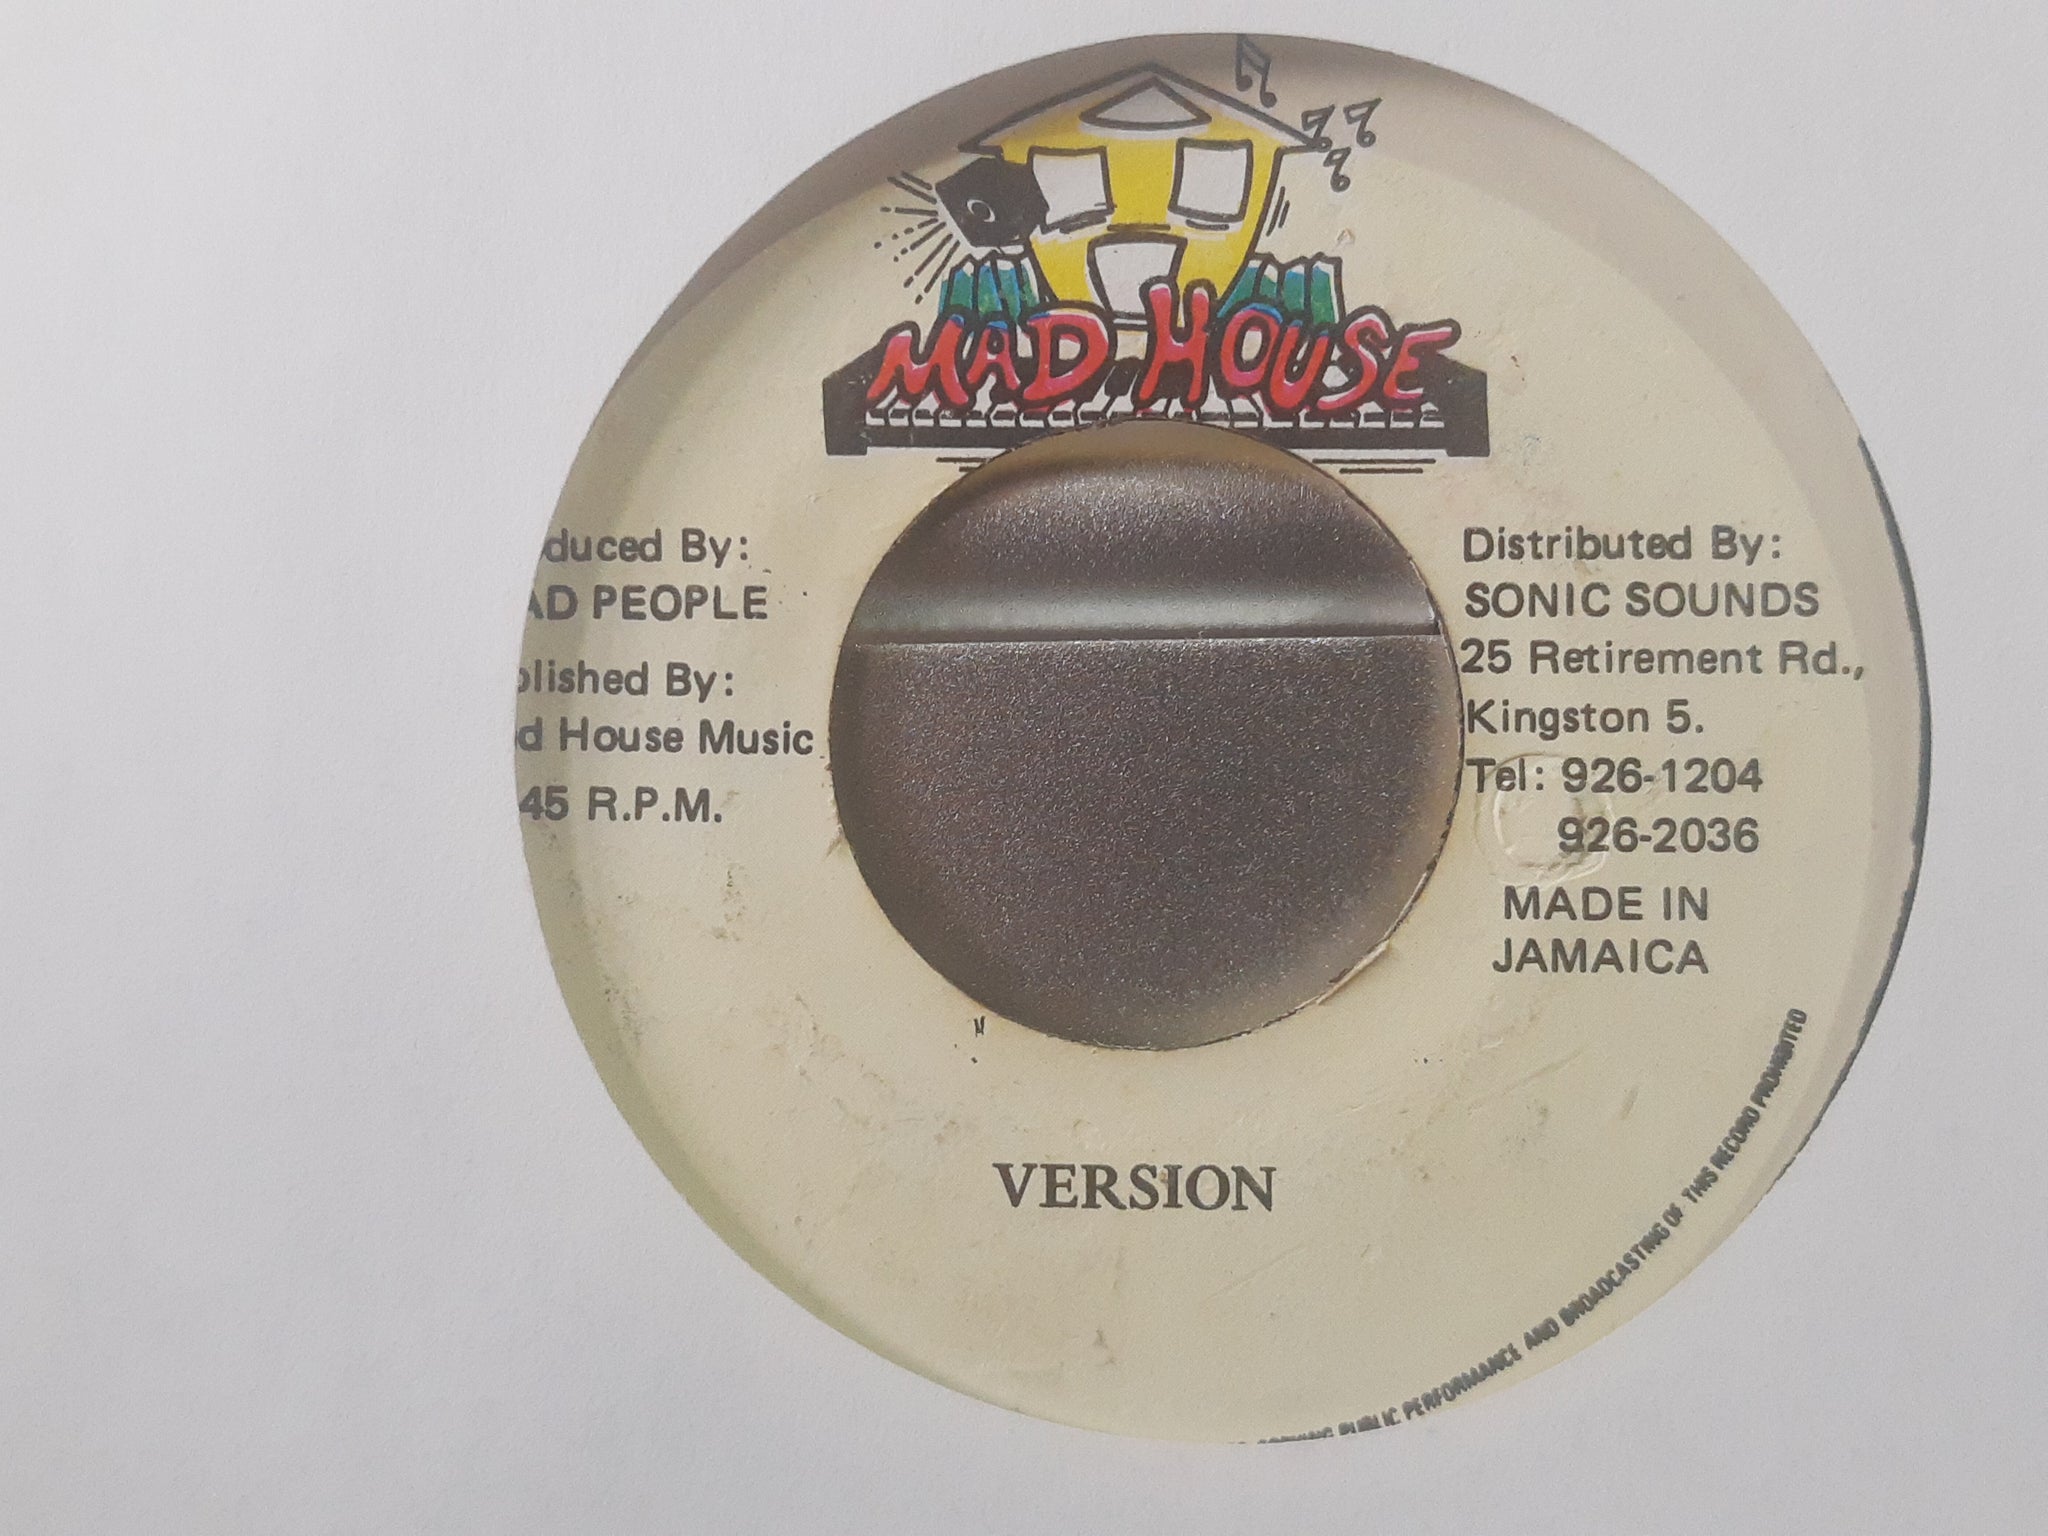 MAD HOUSE
duced By:
AD PEOPLE
blished By:
d House Music
45 R.P.M.
Distributed By:
SONIC SOUNDS
25 Retirement Rd.,
Kingston 5.
Tel: 926-1204
926-2036
MADE IN
JAMAICA
VERSION
PUBLIC PERFORMANCE AND BROADCASTING OF THIS RECORD PROHIBITED